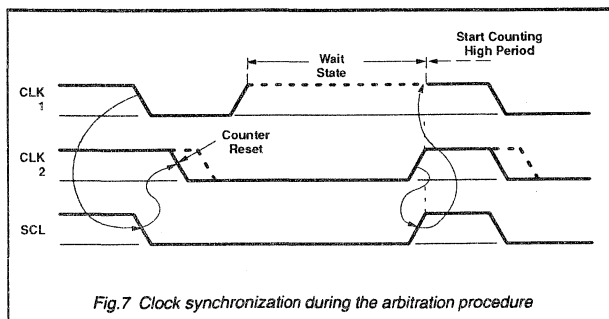 Start Counting
High Period
Wait
State
CLK
1
Counter
Reset
CLK
2
SCL
Fig.7 Clock synchronization during the arbitration procedure